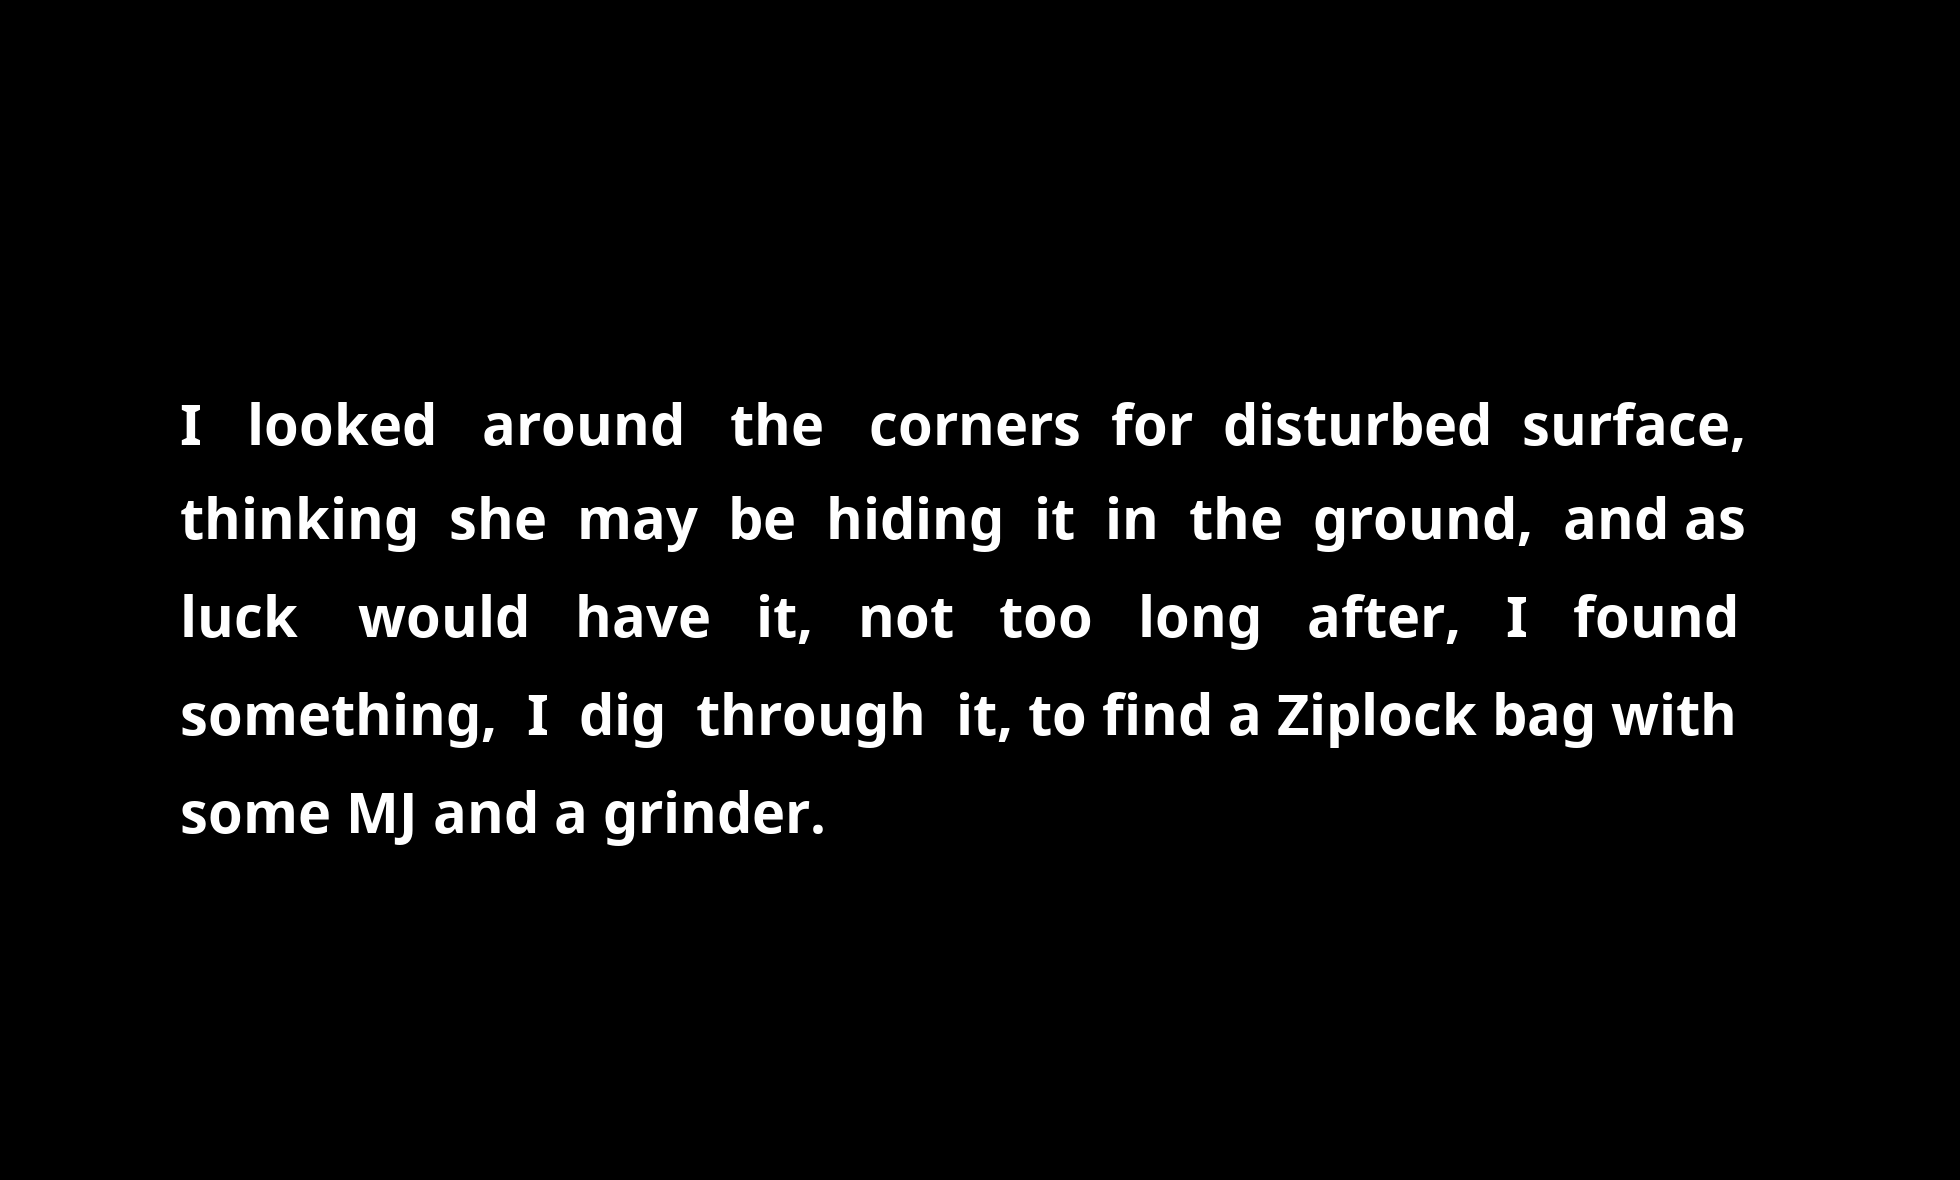 I looked around the corners for disturbed surface,
thinking she may be hiding it in the ground, and as
luck would have it, not too long after, I found
something, I dig through it, to find a Ziplock bag with
some MJ and a grinder.